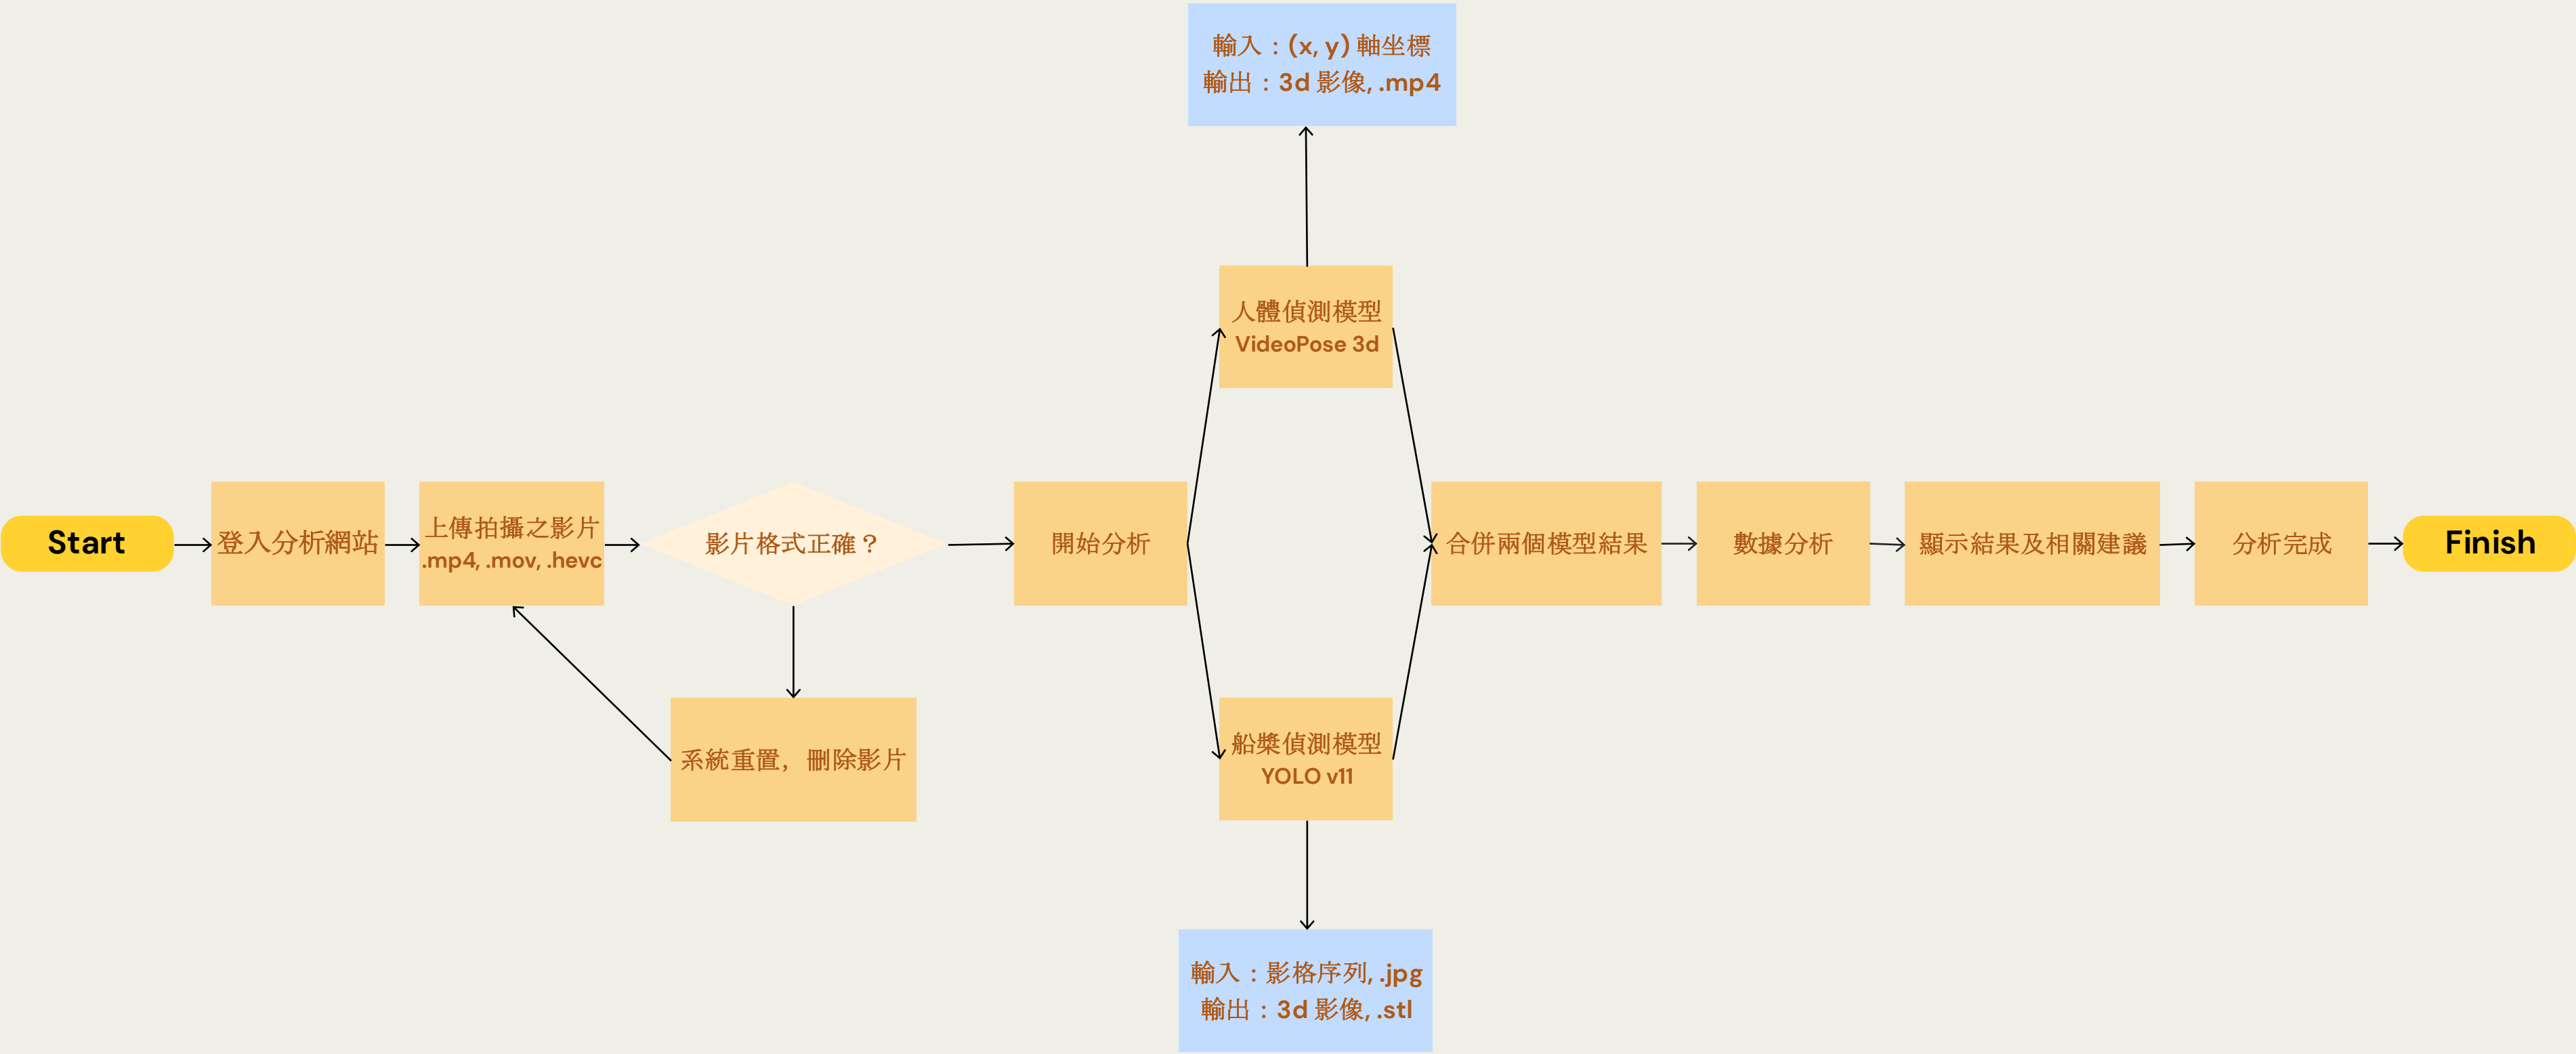 輸入：(x, y) 軸坐標
輸出：3d 影像, .mp4
人體偵測模型
VideoPose 3d
Start
登入分析網站
上傳拍攝之影片
.mp4, .mov, .hevc
影片格式正確？
開始分析
合併兩個模型結果
數據分析
顯示結果及相關建議
分析完成
Finish
系統重置，刪除影片
船槳偵測模型
YOLO v11
輸入：影格序列, .jpg
輸出：3d 影像, .stl